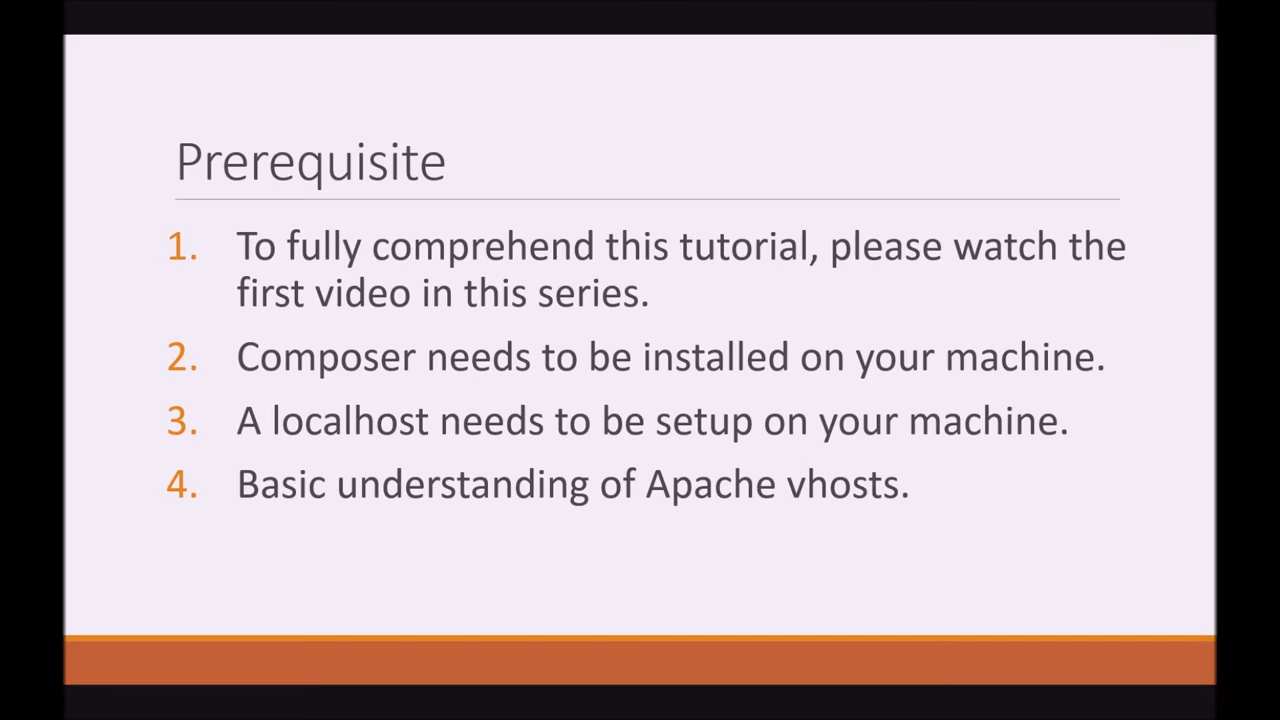 Prerequisite
1. To fully comprehend this tutorial, please watch the
first video in this series.
2. Composer needs to be installed on your machine.
3. A localhost needs to be setup on your machine.
4. Basic understanding of Apache vhosts.